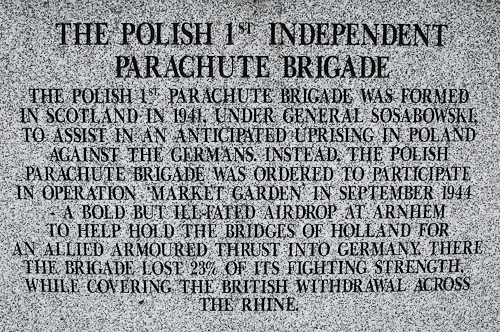 THE POLISH 1ST INDEPENDENT
PARACHUTE BRIGADE
THE POLISH 1ST PARACHUTE BRIGADE WAS FORMED
IN SCOTLAND IN 1941, UNDER GENERAL SOSABOWSKI,
TO ASSIST IN AN ANTICIPATED UPRISING IN POLAND
AGAINST THE GERMANS. INSTEAD, THE POLISH
PARACHUTE BRIGADE WAS ORDERED TO PARTICIPATE
IN OPERATION 'MARKET GARDEN' IN SEPTEMBER 1944
- A BOLD BUT ILL-FATED AIRDROP AT ARNHEM
TO HELP HOLD THE BRIDGES OF HOLLAND FOR
AN ALLIED ARMOURED THRUST INTO GERMANY. THERE
THE BRIGADE LOST 23% OF ITS FIGHTING STRENGTH,
WHILE COVERING THE BRITISH WITHDRAWAL ACROSS
THE RHINE.